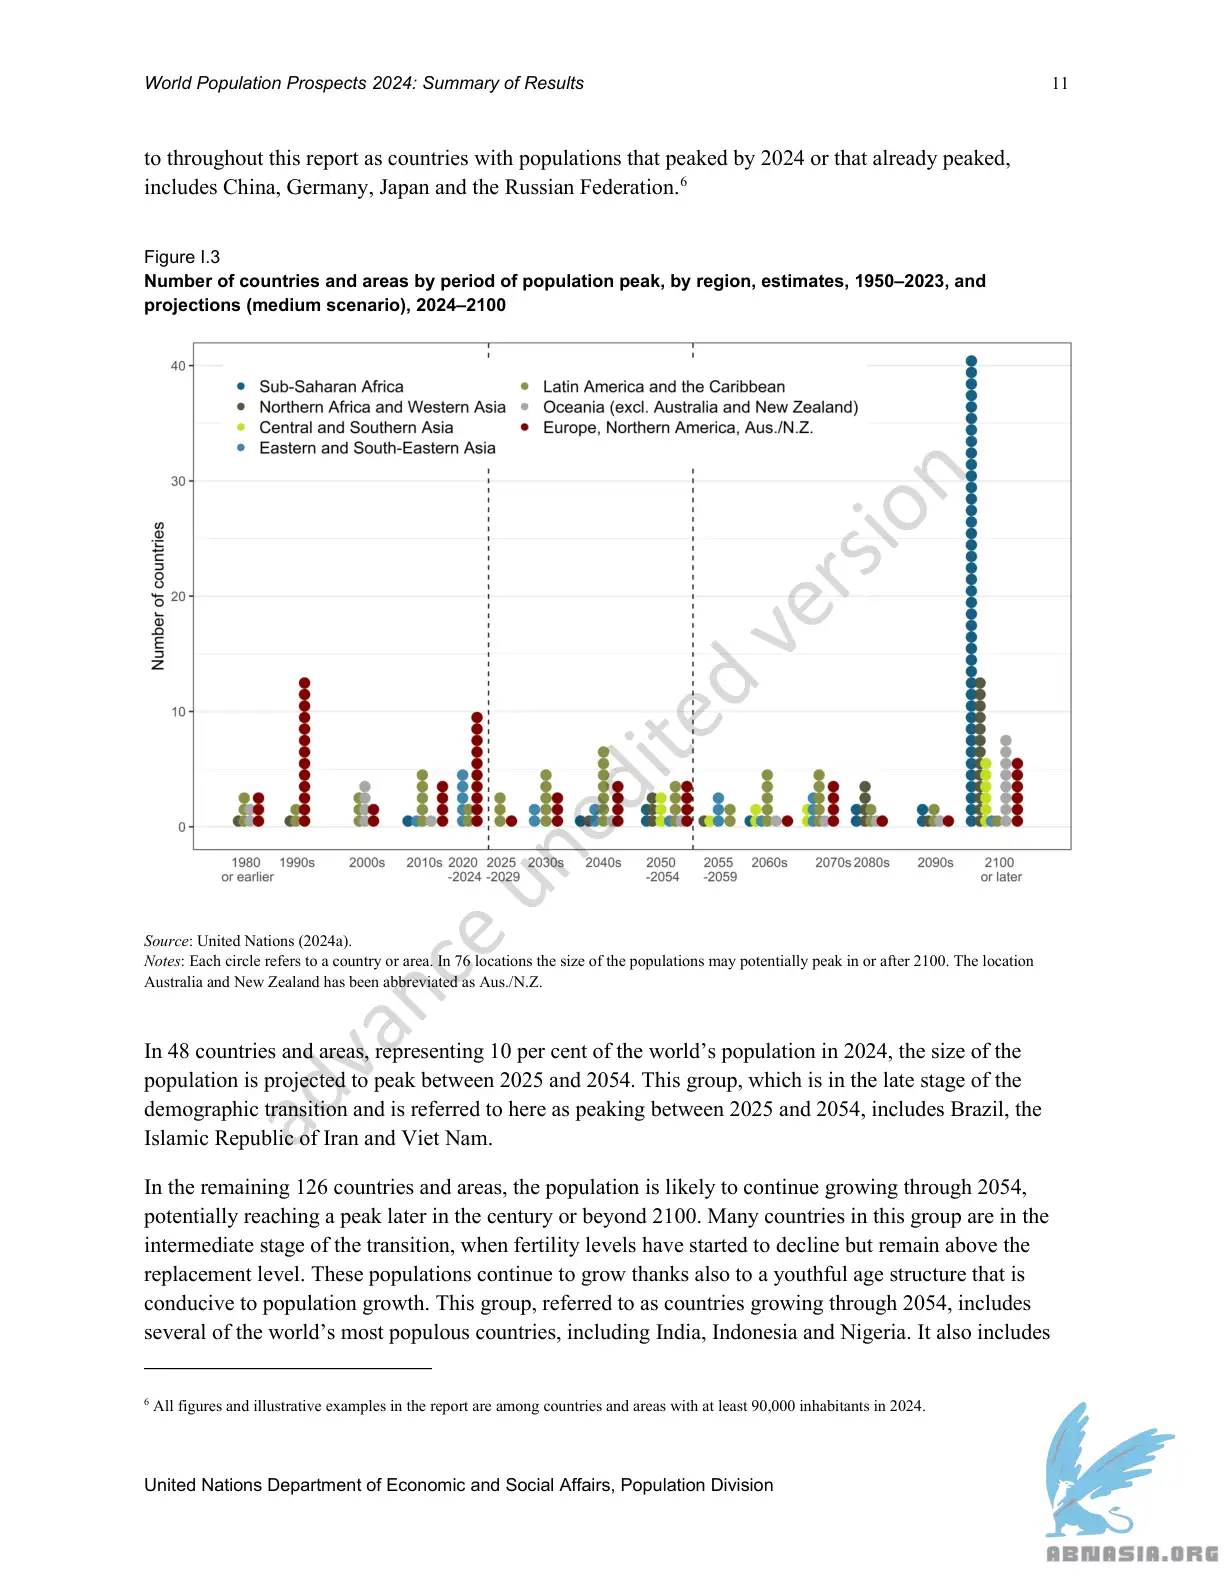 World Population Prospects 2024: Summary of Results 11
to throughout this report as countries with populations that peaked by 2024 or that already peaked,
includes China, Germany, Japan and the Russian Federation.6
Figure I.3
Number of countries and areas by period of population peak, by region, estimates, 1950–2023, and
projections (medium scenario), 2024–2100
Number of countries
40
30
20
10
0
Sub-Saharan Africa
Northern Africa and Western Asia
Central and Southern Asia
Eastern and South-Eastern Asia
Latin America and the Caribbean
Oceania (excl. Australia and New Zealand)
Europe, Northern America, Aus./N.Z.
1980 1990s 2000s 2010s 2020 2025 2030s 2040s 2050 2055 2060s 2070s 2080s 2090s 2100
or earlier -2024 -2029 -2054 -2059 or later
advance unedited version
Source: United Nations (2024a).
Notes: Each circle refers to a country or area. In 76 locations the size of the populations may potentially peak in or after 2100. The location
Australia and New Zealand has been abbreviated as Aus./N.Z.
In 48 countries and areas, representing 10 per cent of the world’s population in 2024, the size of the
population is projected to peak between 2025 and 2054. This group, which is in the late stage of the
demographic transition and is referred to here as peaking between 2025 and 2054, includes Brazil, the
Islamic Republic of Iran and Viet Nam.
In the remaining 126 countries and areas, the population is likely to continue growing through 2054,
potentially reaching a peak later in the century or beyond 2100. Many countries in this group are in the
intermediate stage of the transition, when fertility levels have started to decline but remain above the
replacement level. These populations continue to grow thanks also to a youthful age structure that is
conducive to population growth. This group, referred to as countries growing through 2054, includes
several of the world’s most populous countries, including India, Indonesia and Nigeria. It also includes
6 All figures and illustrative examples in the report are among countries and areas with at least 90,000 inhabitants in 2024.
United Nations Department of Economic and Social Affairs, Population Division
ABNASIA.ORG